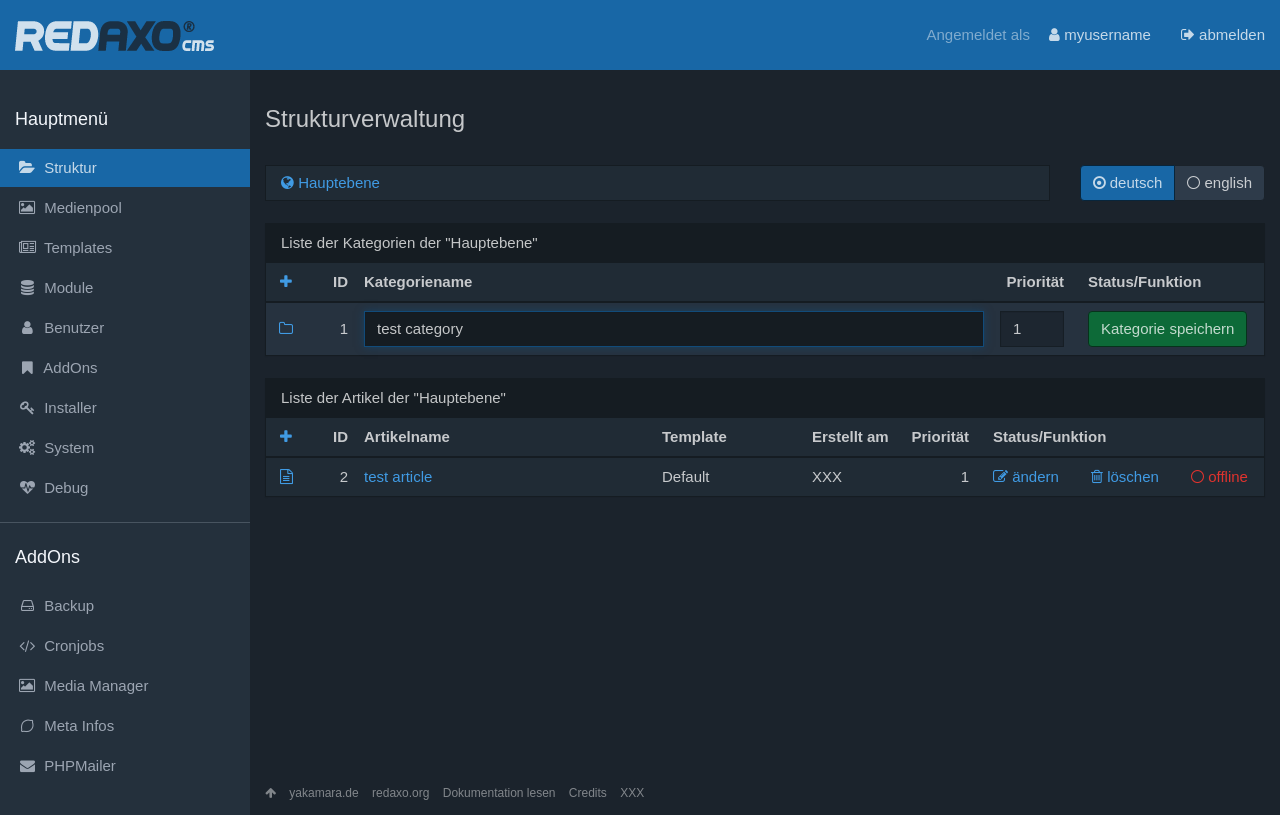 REDAXO® cms
Angemeldet als myusername abmelden
Hauptmenü
Struktur
Medienpool
Templates
Module
Benutzer
AddOns
Installer
System
Debug
AddOns
Backup
Cronjobs
Media Manager
Meta Infos
PHPMailer
Strukturverwaltung
Hauptebene
deutsch english
Liste der Kategorien der "Hauptebene"
ID Kategoriename Priorität Status/Funktion
1 test category 1 Kategorie speichern
Liste der Artikel der "Hauptebene"
ID Artikelname Template Erstellt am Priorität Status/Funktion
2 test article Default XXX 1 ändern löschen offline
yakamara.de redaxo.org Dokumentation lesen Credits XXX